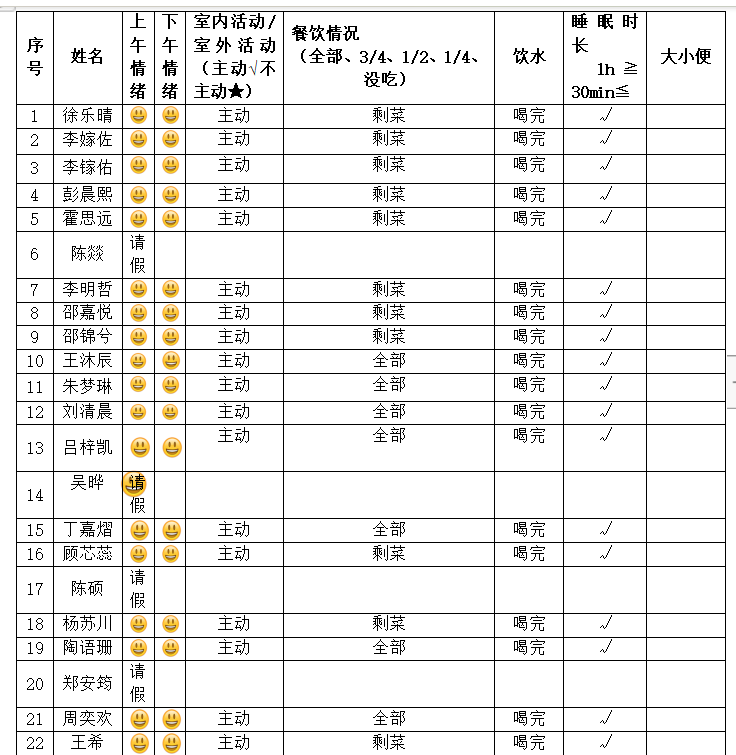 序号 姓名 上午情绪 下午情绪 室内活动/室外活动（主动√不主动★） 餐饮情况（全部、3/4、1/2、1/4、没吃） 饮水 睡眠时长 1h≧ 30min≦ 大小便
1 徐乐晴 😃 😃 主动 剩菜 喝完 √
2 李嫁佐 😃 😃 主动 剩菜 喝完 √
3 李镓佑 😃 😃 主动 剩菜 喝完 √
4 彭晨熙 😃 😃 主动 剩菜 喝完 √
5 霍思远 😃 😃 主动 剩菜 喝完 √
6 陈燚 请假
7 李明哲 😃 😃 主动 剩菜 喝完 √
8 邵嘉悦 😃 😃 主动 剩菜 喝完 √
9 邵锦兮 😃 😃 主动 剩菜 喝完 √
10 王沐辰 😃 😃 主动 全部 喝完 √
11 朱梦琳 😃 😃 主动 全部 喝完 √
12 刘清晨 😃 😃 主动 全部 喝完 √
13 吕梓凯 😃 😃 主动 全部 喝完 √
14 吴晔 😃 请假
15 丁嘉熠 😃 😃 主动 全部 喝完 √
16 顾芯蕊 😃 😃 主动 剩菜 喝完 √
17 陈硕 请假
18 杨苏川 😃 😃 主动 剩菜 喝完 √
19 陶语珊 😃 😃 主动 全部 喝完 √
20 郑安筠 请假
21 周奕欢 😃 😃 主动 全部 喝完 √
22 王希 😃 😃 主动 剩菜 喝完 √